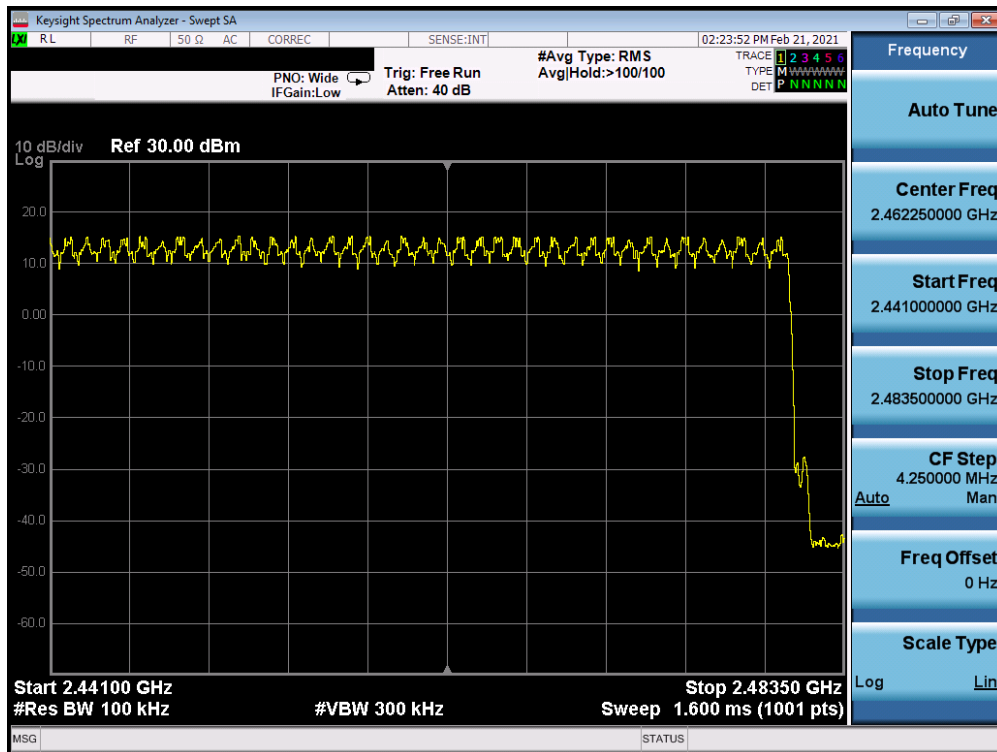 Keysight Spectrum Analyzer - Swept SA
LXI RL RF 50 Ω AC CORREC SENSE:INT 02:23:52 PM Feb 21, 2021
#Avg Type: RMS TRACE 1 2 3 4 5 6
PNO: Wide Trig: Free Run Avg|Hold:>100/100 TYPE M WWWWW
IFGain:Low Atten: 40 dB DET P N N N N N
10 dB/div Ref 30.00 dBm
Log
20.0
10.0
0.00
-10.0
-20.0
-30.0
-40.0
-50.0
-60.0
Start 2.44100 GHz Stop 2.48350 GHz
#Res BW 100 kHz #VBW 300 kHz Sweep 1.600 ms (1001 pts)
MSG STATUS
Frequency
Auto Tune
Center Freq
2.462250000 GHz
Start Freq
2.441000000 GHz
Stop Freq
2.483500000 GHz
CF Step
4.250000 MHz
Auto Man
Freq Offset
0 Hz
Scale Type
Log Lin